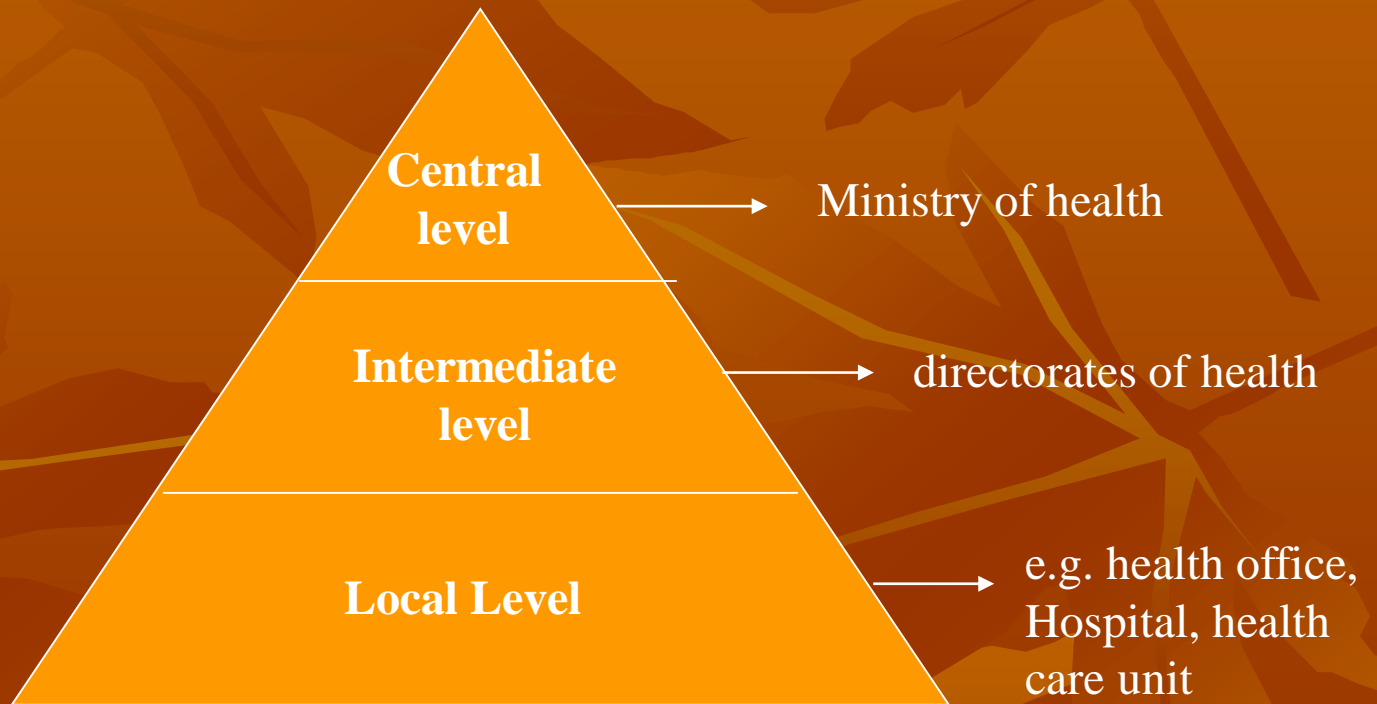 Central
level
Ministry of health
Intermediate
level
directorates of health
Local Level
e.g. health office,
Hospital, health
care unit